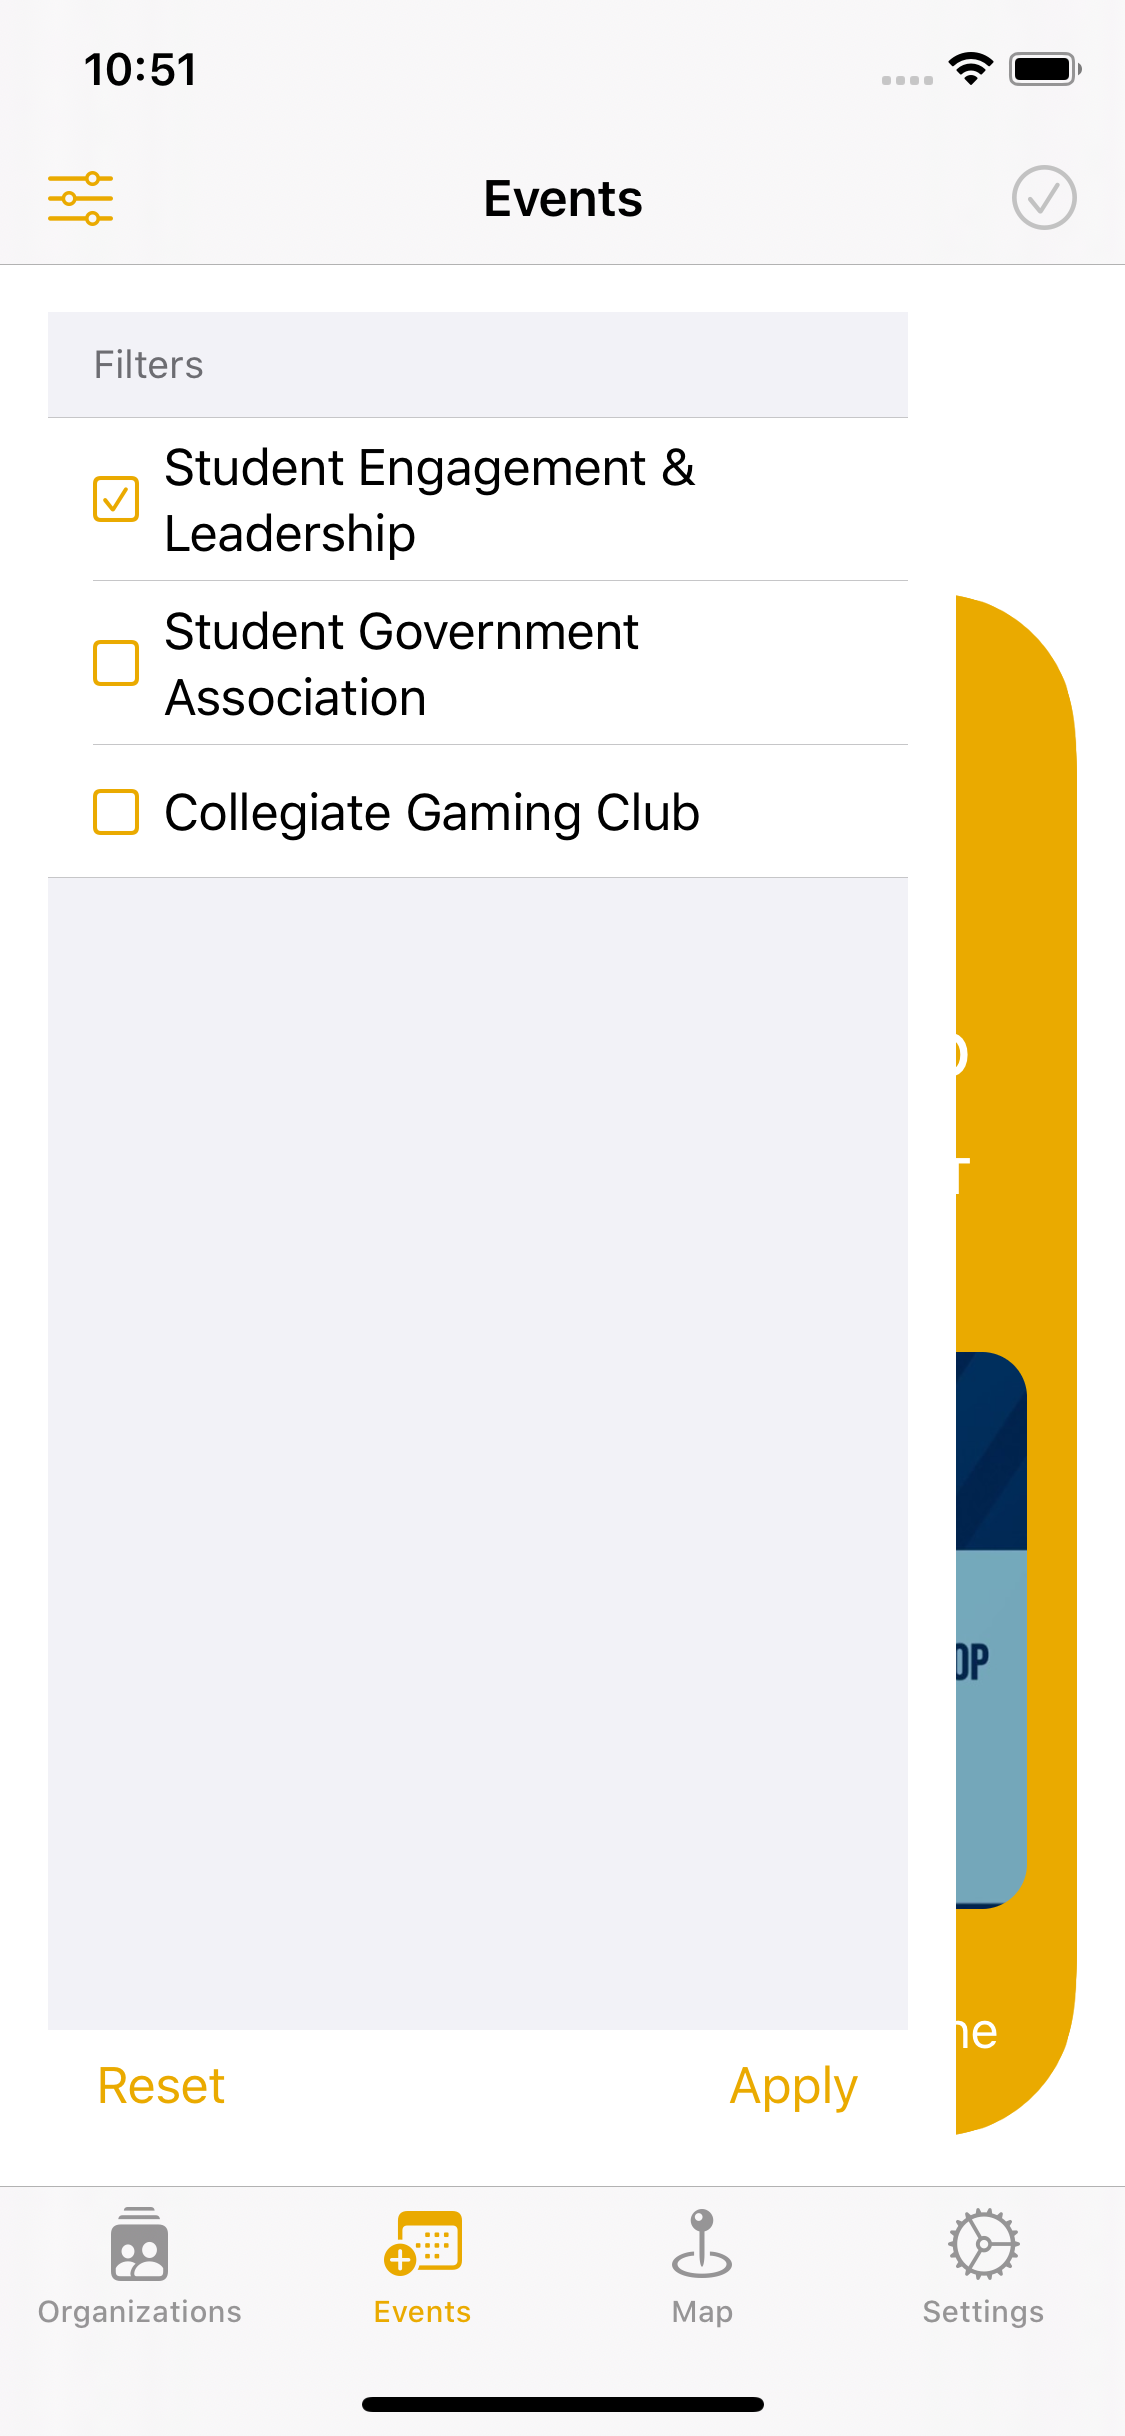 10:51
Events
Filters
Student Engagement &
Leadership
Student Government
Association
Collegiate Gaming Club
OP
Reset
Apply
Organizations
Events
Map
Settings